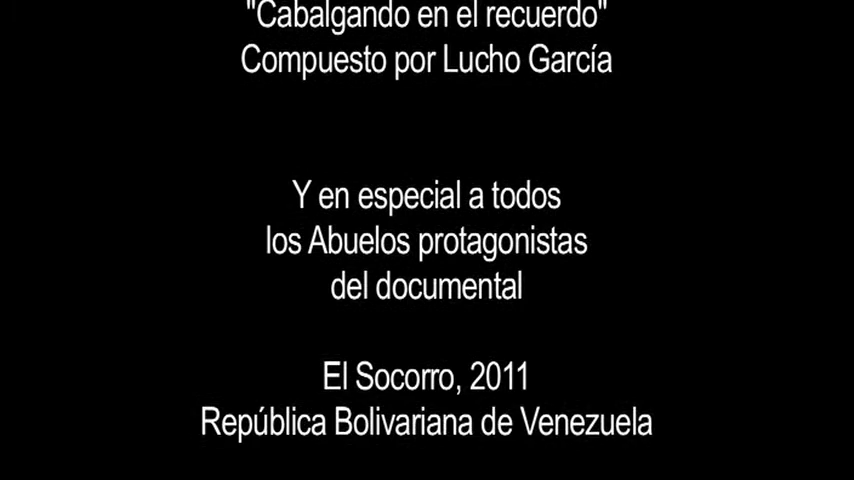 "Cabalgando en el recuerdo"
Compuesto por Lucho García
Y en especial a todos
los Abuelos protagonistas
del documental
El Socorro, 2011
República Bolivariana de Venezuela